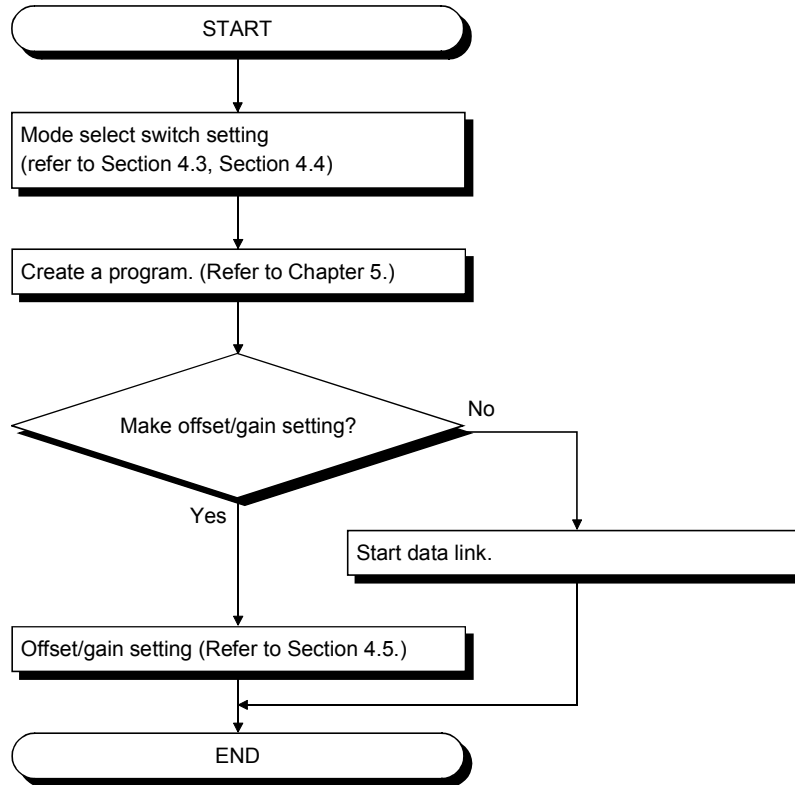 START
Mode select switch setting
(refer to Section 4.3, Section 4.4)
Create a program. (Refer to Chapter 5.)
Make offset/gain setting?
No
Yes
Start data link.
Offset/gain setting (Refer to Section 4.5.)
END